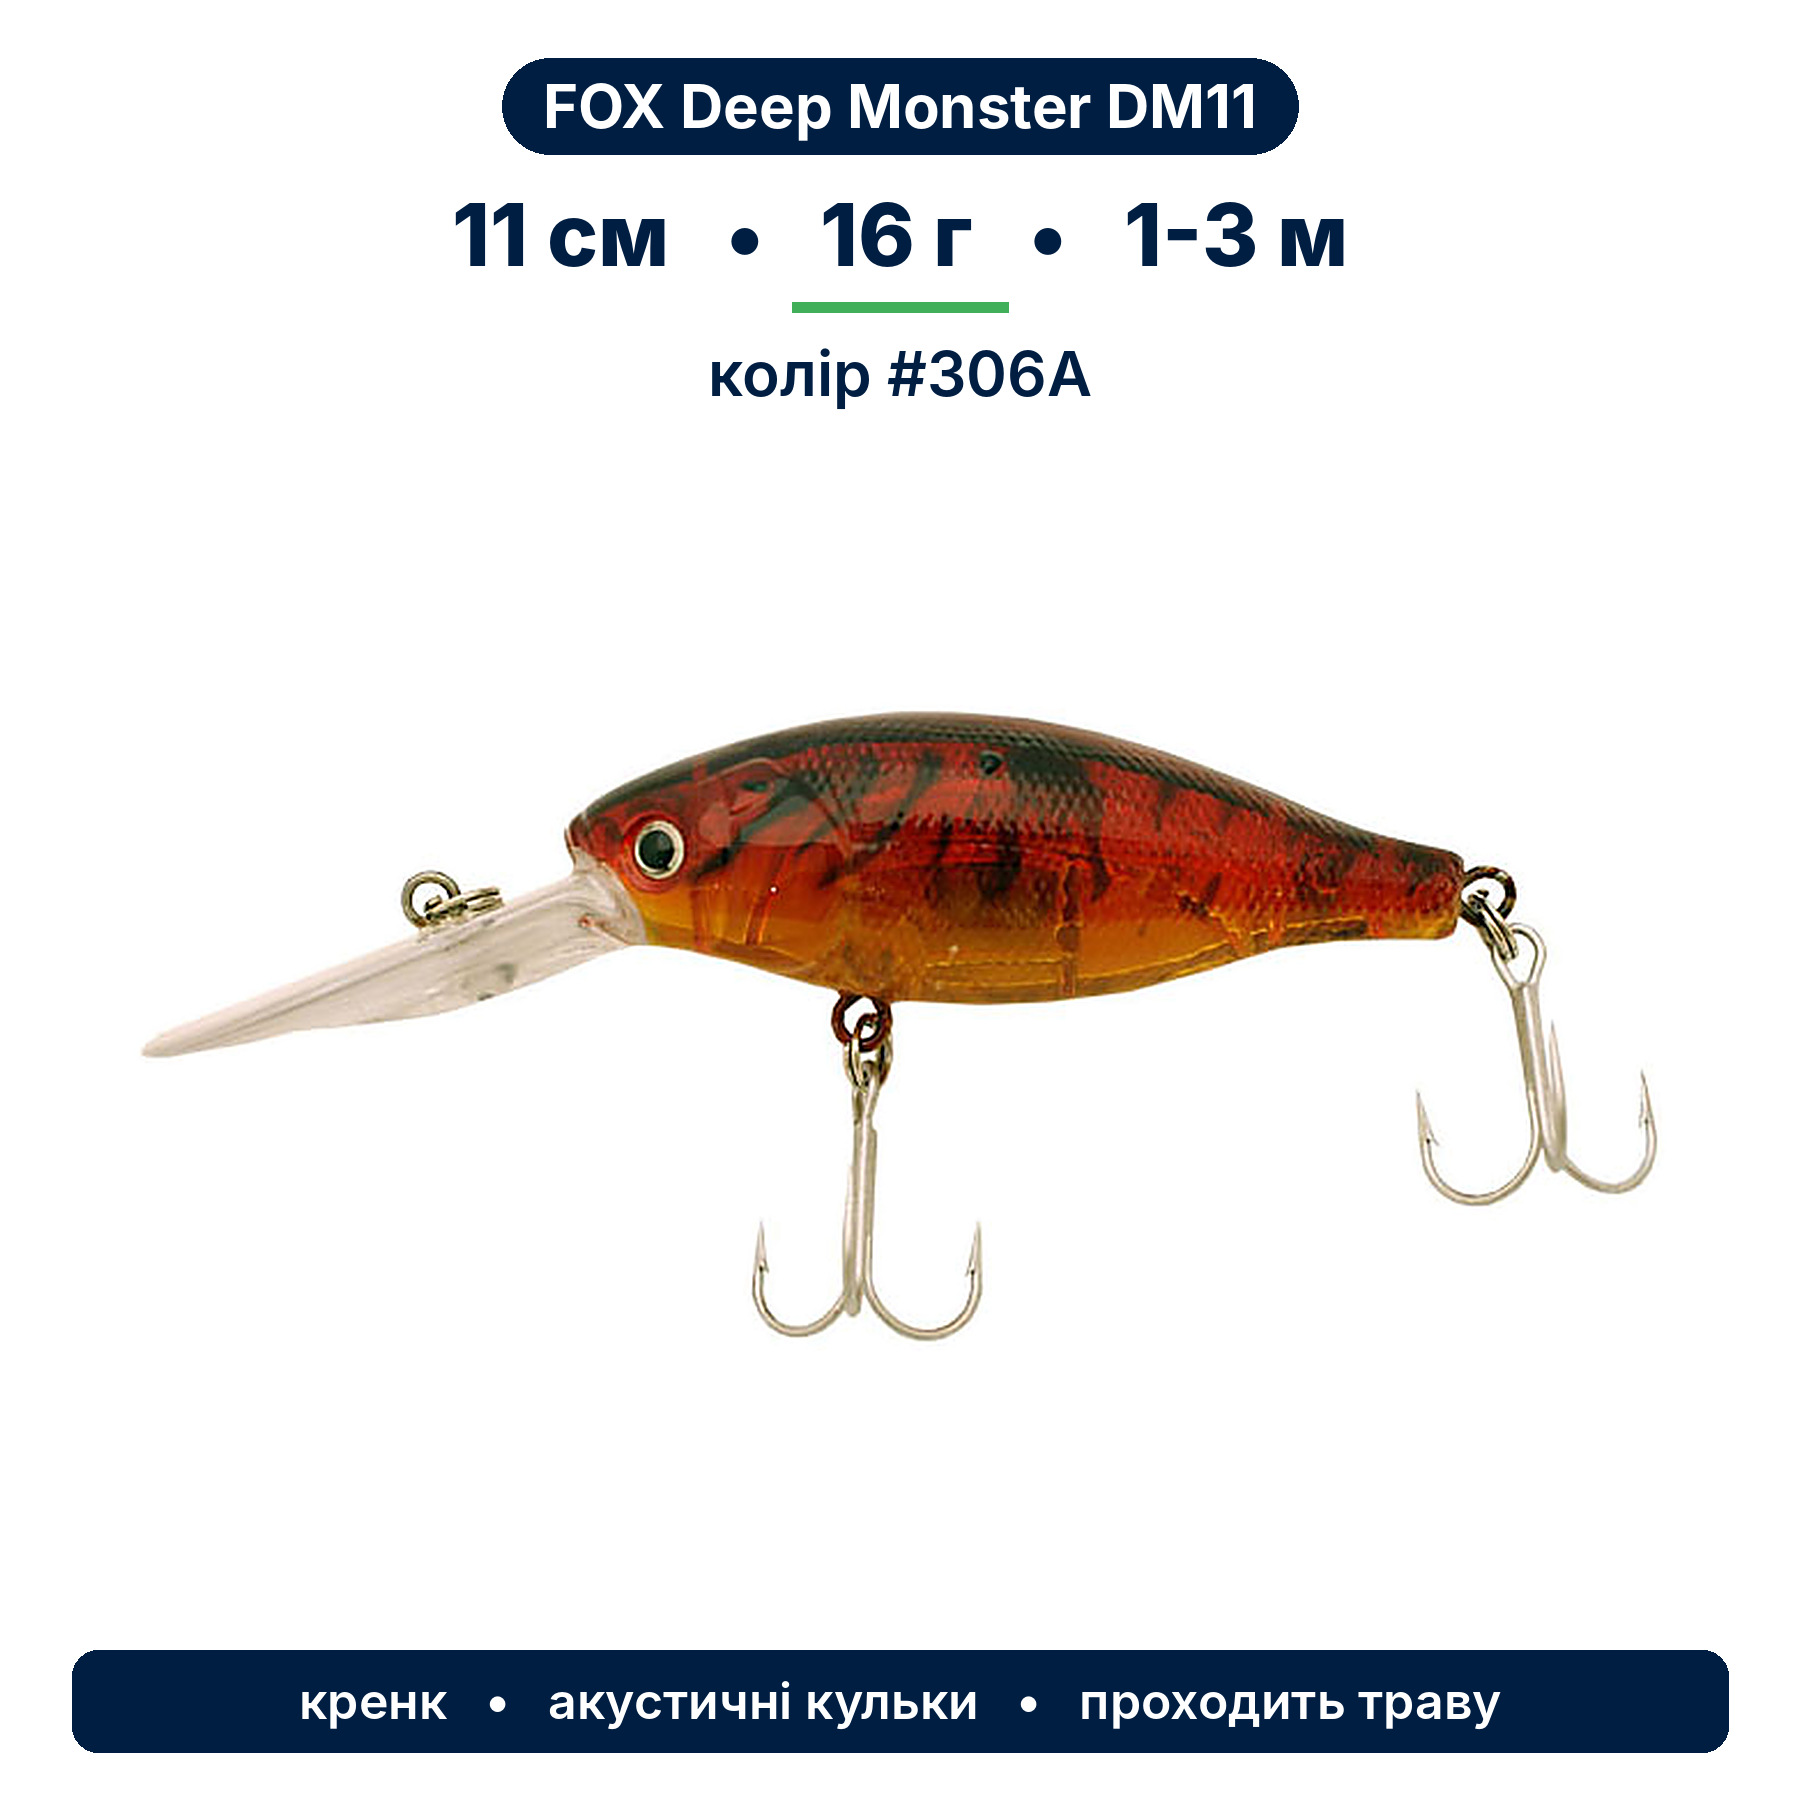 FOX Deep Monster DM11
11 см • 16 г • 1-3 м
колір #306A
кренк • акустичні кульки • проходить траву